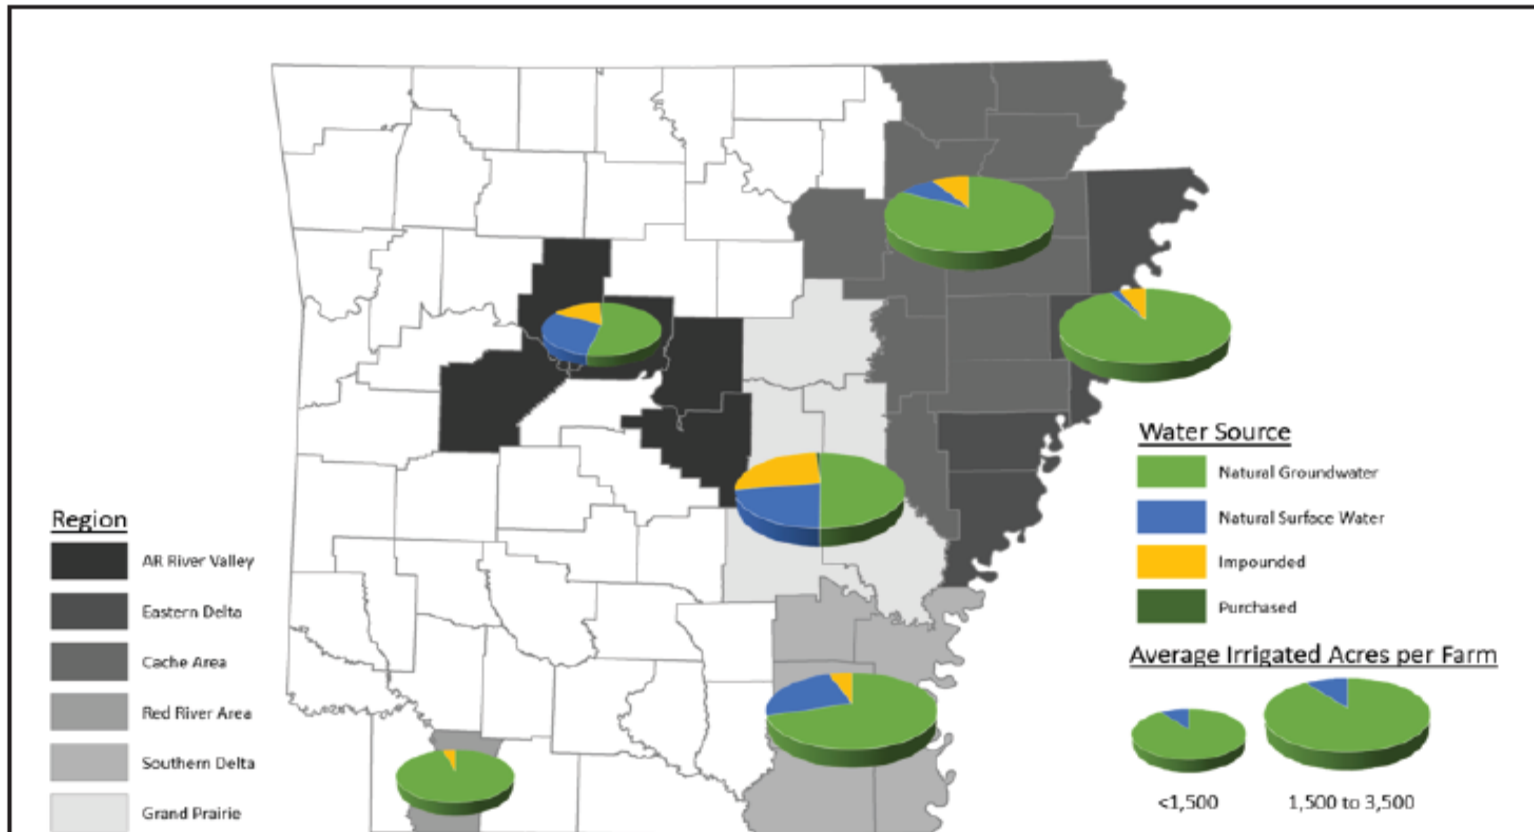 Region
AR River Valley
Eastern Delta
Cache Area
Red River Area
Southern Delta
Grand Prairie
Water Source
Natural Groundwater
Natural Surface Water
Impounded
Purchased
Average Irrigated Acres per Farm
<1,500
1,500 to 3,500